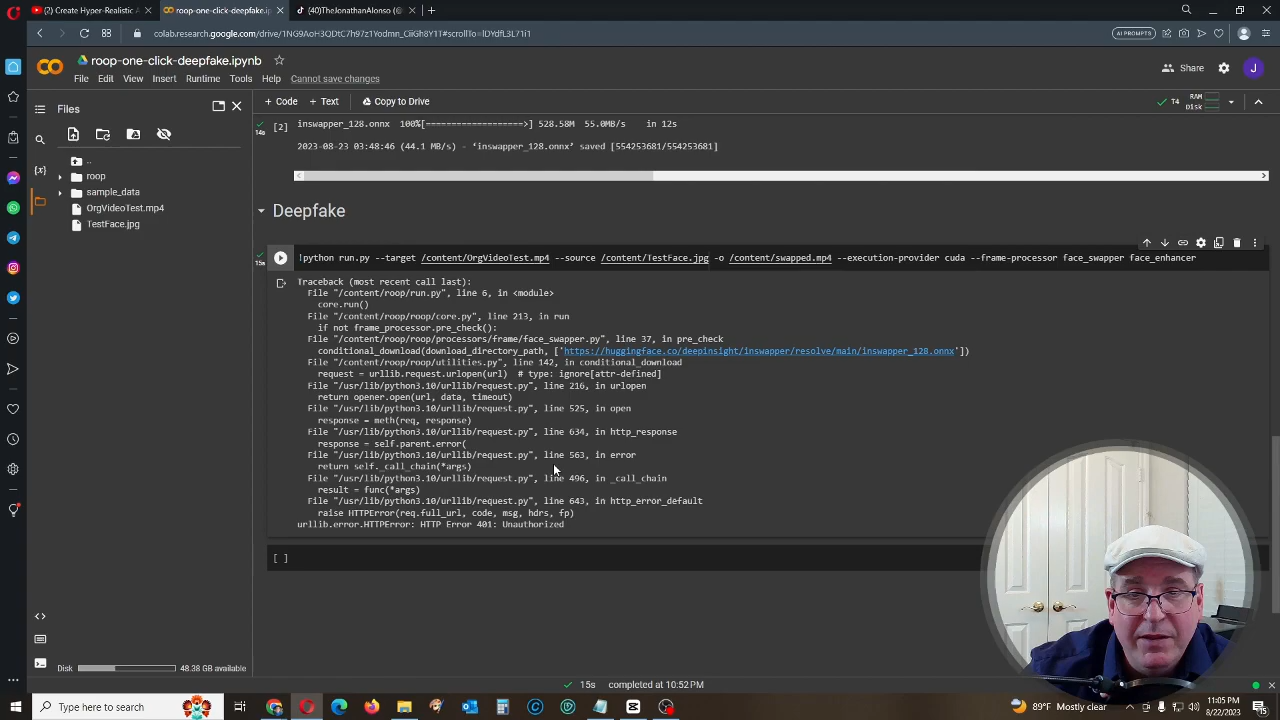 (2) Create Hyper-Realistic A
roop-one-click-deepfake.ip
(40)TheJonathanAlonso (@
colab.research.google.com/drive/1NG9AoH3QDtC7h97z1Yodmn_CiiGh8Y1T#scrollTo=lDYdfL3L71i1
AI PROMPTS
roop-one-click-deepfake.ipynb
File Edit View Insert Runtime Tools Help Cannot save changes
Share
J
Files
+ Code + Text Copy to Drive
T4 RAM Disk
..
roop
sample_data
OrgVideoTest.mp4
TestFace.jpg
{x}
14s
[2]
inswapper_128.onnx 100%[===================>] 528.58M 55.0MB/s in 12s
2023-08-23 03:48:46 (44.1 MB/s) - ‘inswapper_128.onnx’ saved [554253681/554253681]
Deepfake
15s
!python run.py --target /content/OrgVideoTest.mp4 --source /content/TestFace.jpg -o /content/swapped.mp4 --execution-provider cuda --frame-processor face_swapper face_enhancer
Traceback (most recent call last):
File "/content/roop/run.py", line 6, in <module>
core.run()
File "/content/roop/roop/core.py", line 213, in run
if not frame_processor.pre_check():
File "/content/roop/roop/processors/frame/face_swapper.py", line 37, in pre_check
conditional_download(download_directory_path, ['https://huggingface.co/deepinsight/inswapper/resolve/main/inswapper_128.onnx'])
File "/content/roop/roop/utilities.py", line 142, in conditional_download
request = urllib.request.urlopen(url) # type: ignore[attr-defined]
File "/usr/lib/python3.10/urllib/request.py", line 216, in urlopen
return opener.open(url, data, timeout)
File "/usr/lib/python3.10/urllib/request.py", line 525, in open
response = meth(req, response)
File "/usr/lib/python3.10/urllib/request.py", line 634, in http_response
response = self.parent.error(
File "/usr/lib/python3.10/urllib/request.py", line 563, in error
return self._call_chain(*args)
File "/usr/lib/python3.10/urllib/request.py", line 496, in _call_chain
result = func(*args)
File "/usr/lib/python3.10/urllib/request.py", line 643, in http_error_default
raise HTTPError(req.full_url, code, msg, hdrs, fp)
urllib.error.HTTPError: HTTP Error 401: Unauthorized
[ ]
Disk 48.38 GB available
15s completed at 10:52PM
Type here to search
89°F Mostly clear
11:05 PM
8/22/2023